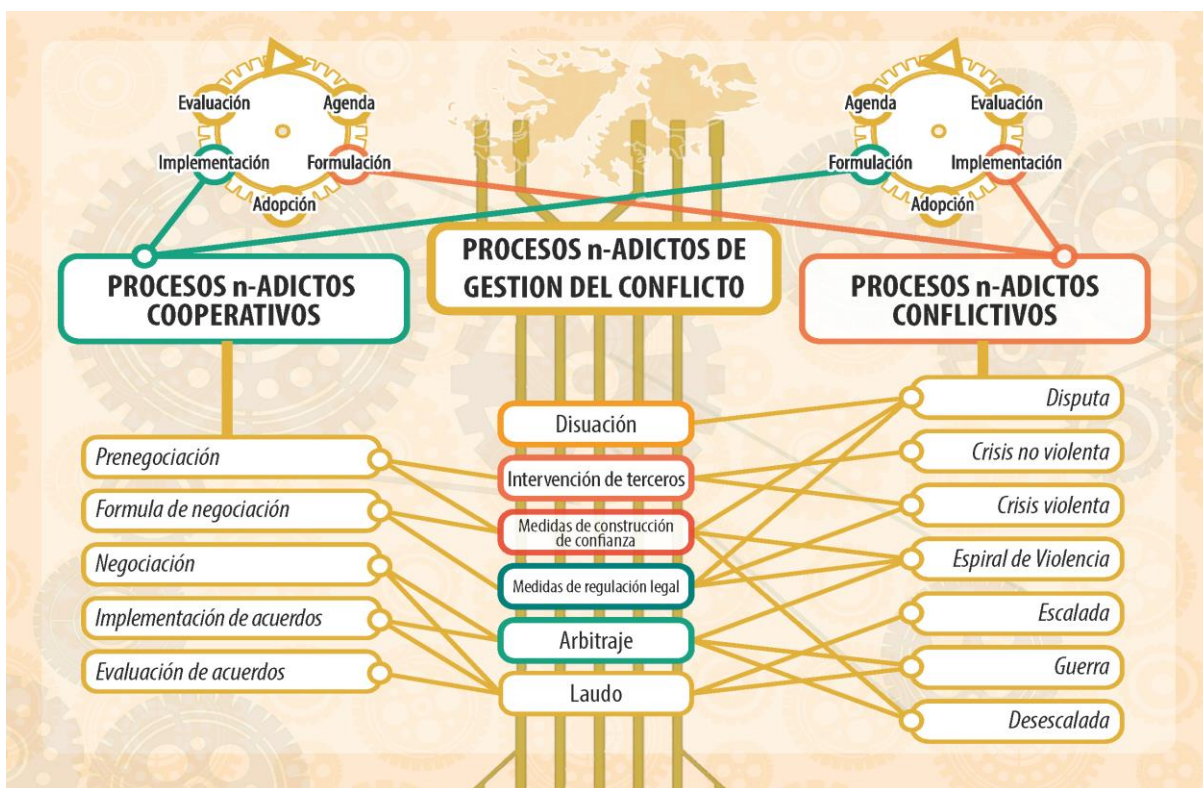 Evaluación
Agenda
Implementación
Formulación
Adopción
Agenda
Evaluación
Formulación
Implementación
Adopción
PROCESOS n-ADICTOS
COOPERATIVOS
PROCESOS n-ADICTOS DE
GESTION DEL CONFLICTO
PROCESOS n-ADICTOS
CONFLICTIVOS
Prenegociación
Formula de negociación
Negociación
Implementación de acuerdos
Evaluación de acuerdos
Disuación
Intervención de terceros
Medidas de construcción
de confianza
Medidas de regulación legal
Arbitraje
Laudo
Disputa
Crisis no violenta
Crisis violenta
Espiral de Violencia
Escalada
Guerra
Desescalada